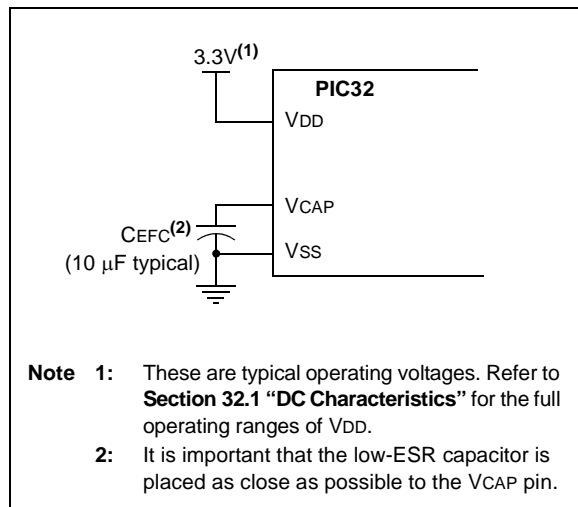 3.3V(1)
PIC32
VDD
VCAP
CEFC(2)
(10 μF typical)
VSS
Note 1: These are typical operating voltages. Refer to
Section 32.1 “DC Characteristics” for the full
operating ranges of VDD.
2: It is important that the low-ESR capacitor is
placed as close as possible to the VCAP pin.